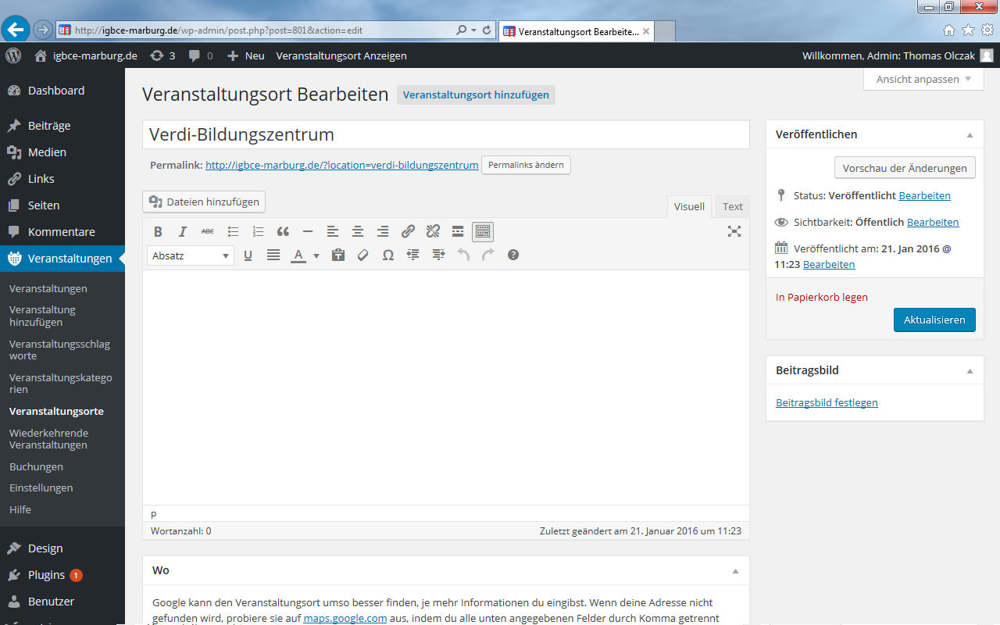 http://igbce-marburg.de/wp-admin/post.php?post=801&action=edit
Veranstaltungsort Bearbeite...
igbce-marburg.de 3 0 Neu Veranstaltungsort Anzeigen Willkommen, Admin: Thomas Olczak
Ansicht anpassen
Dashboard
Beiträge
Medien
Links
Seiten
Kommentare
Veranstaltungen
Veranstaltungen
Veranstaltung
hinzufügen
Veranstaltungsschlag
worte
Veranstaltungskatego
rien
Veranstaltungsorte
Wiederkehrende
Veranstaltungen
Buchungen
Einstellungen
Hilfe
Design
Plugins 1
Benutzer
Veranstaltungsort Bearbeiten Veranstaltungsort hinzufügen
Verdi-Bildungszentrum
Permalink: http://igbce-marburg.de/?location=verdi-bildungszentrum Permalinks ändern
Dateien hinzufügen
Visuell Text
B I ABC
Absatz U A Ω ?
p
Wortanzahl: 0 Zuletzt geändert am 21. Januar 2016 um 11:23
Wo
Google kann den Veranstaltungsort umso besser finden, je mehr Informationen du eingibst. Wenn deine Adresse nicht
gefunden wird, probiere sie auf maps.google.com aus, indem du alle unten angegebenen Felder durch Komma getrennt
Veröffentlichen
Vorschau der Änderungen
Status: Veröffentlicht Bearbeiten
Sichtbarkeit: Öffentlich Bearbeiten
Veröffentlicht am: 21. Jan 2016 @
11:23 Bearbeiten
In Papierkorb legen
Aktualisieren
Beitragsbild
Beitragsbild festlegen